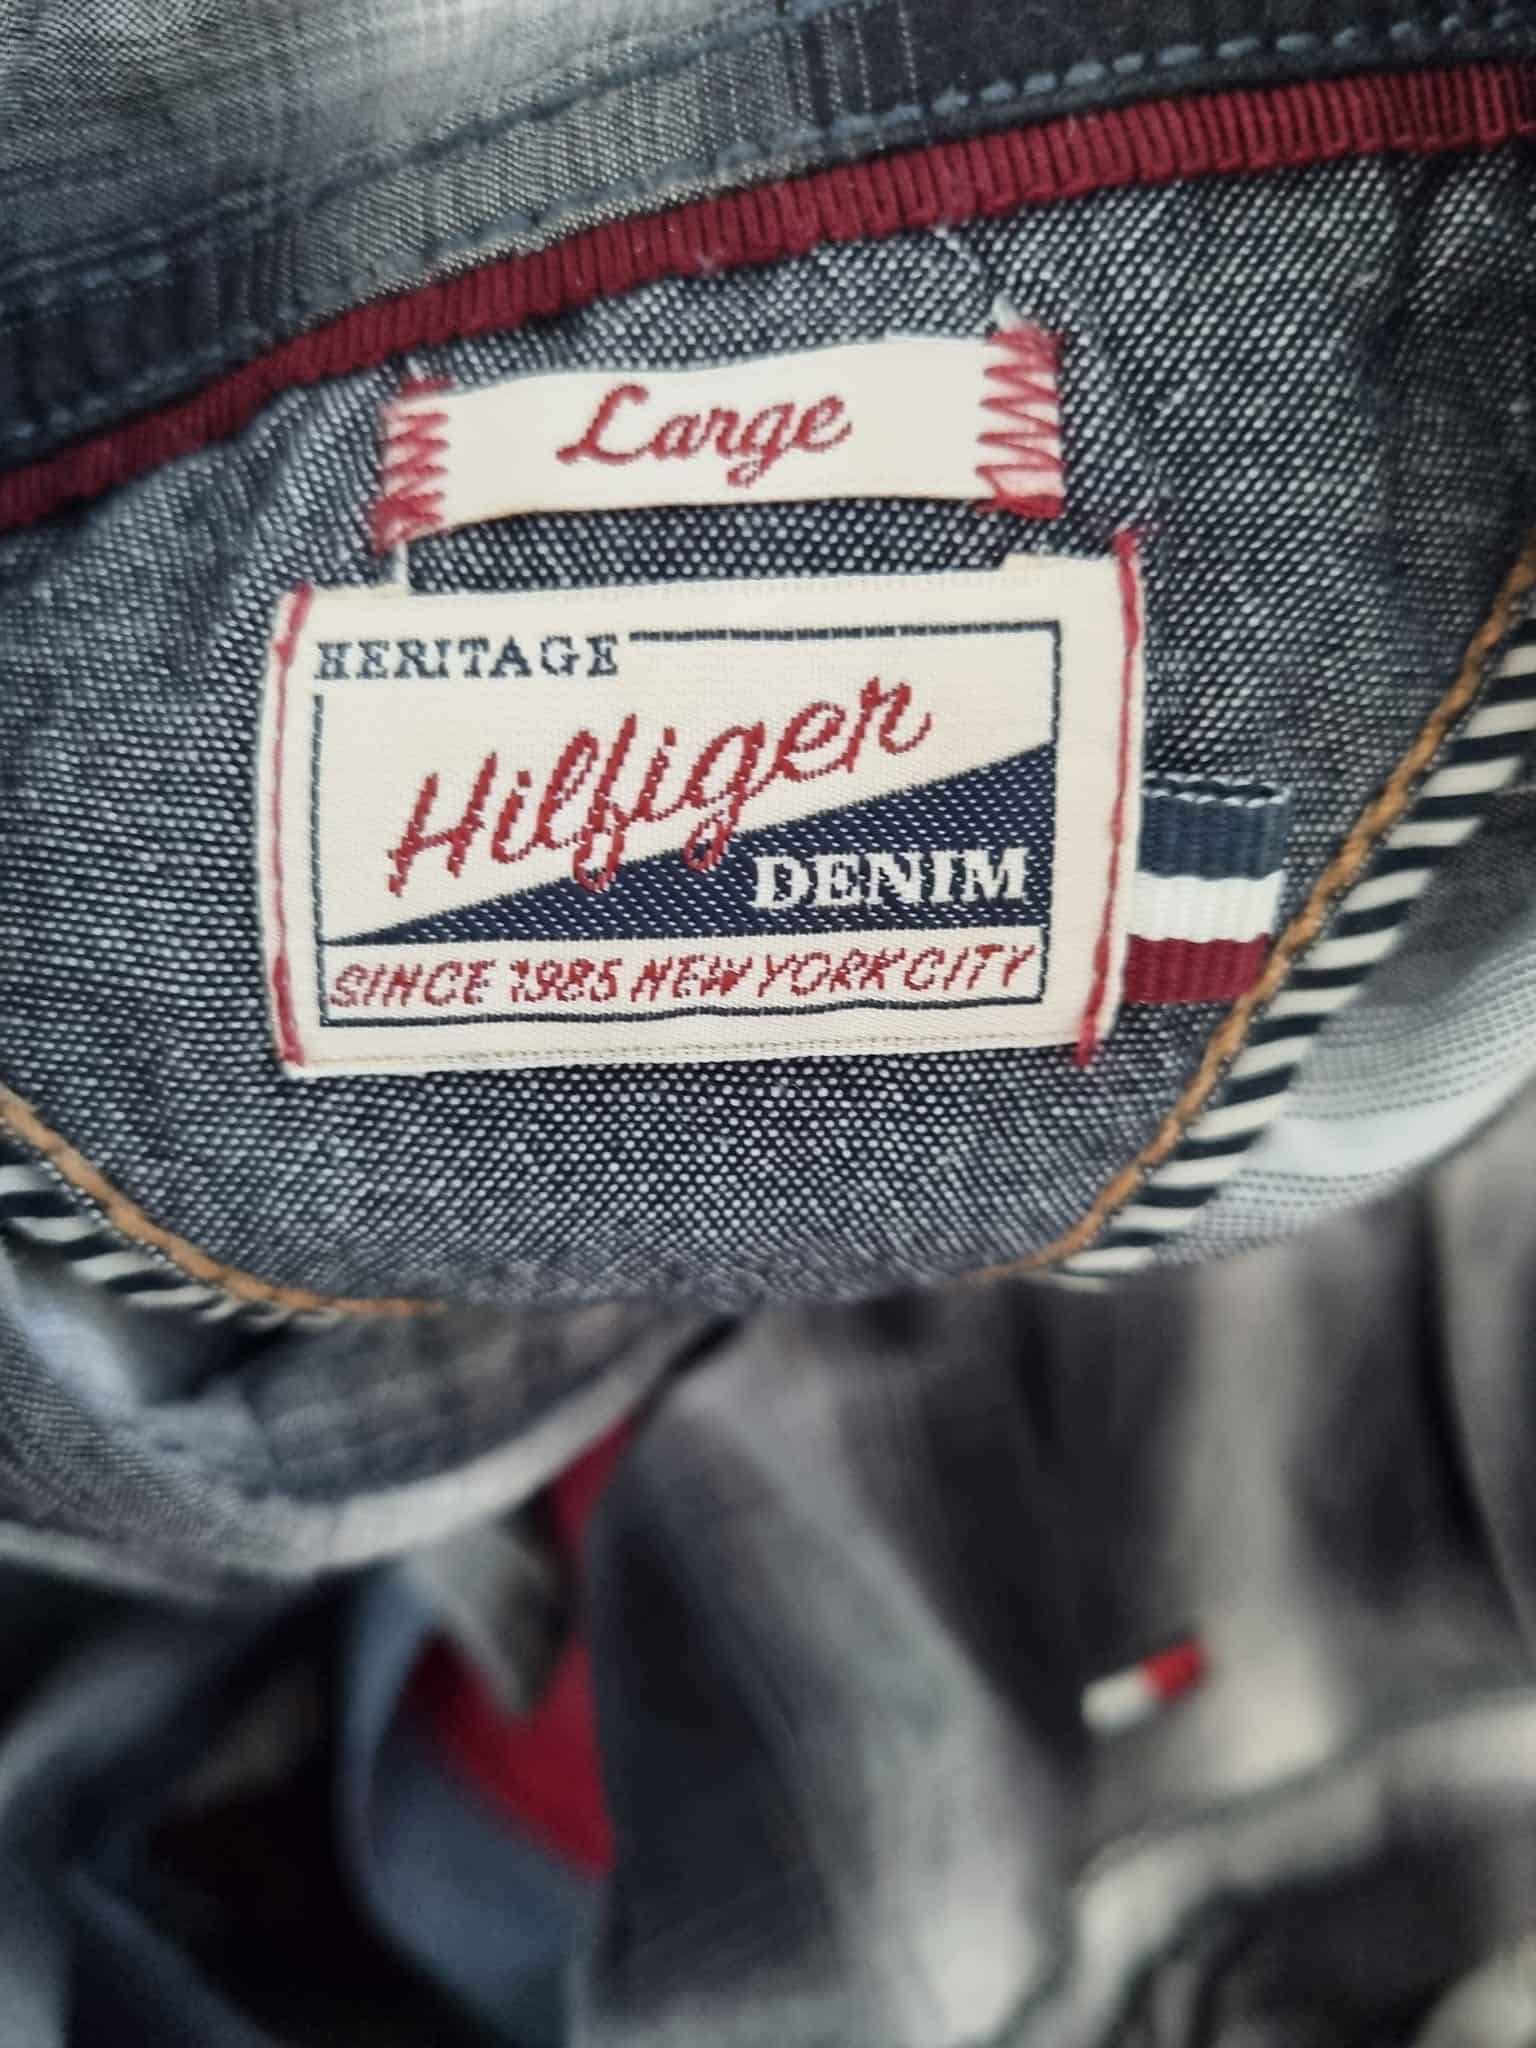 Large
HERITAGE
Hilfiger
DENIM
SINCE 1985 NEW YORK CITY